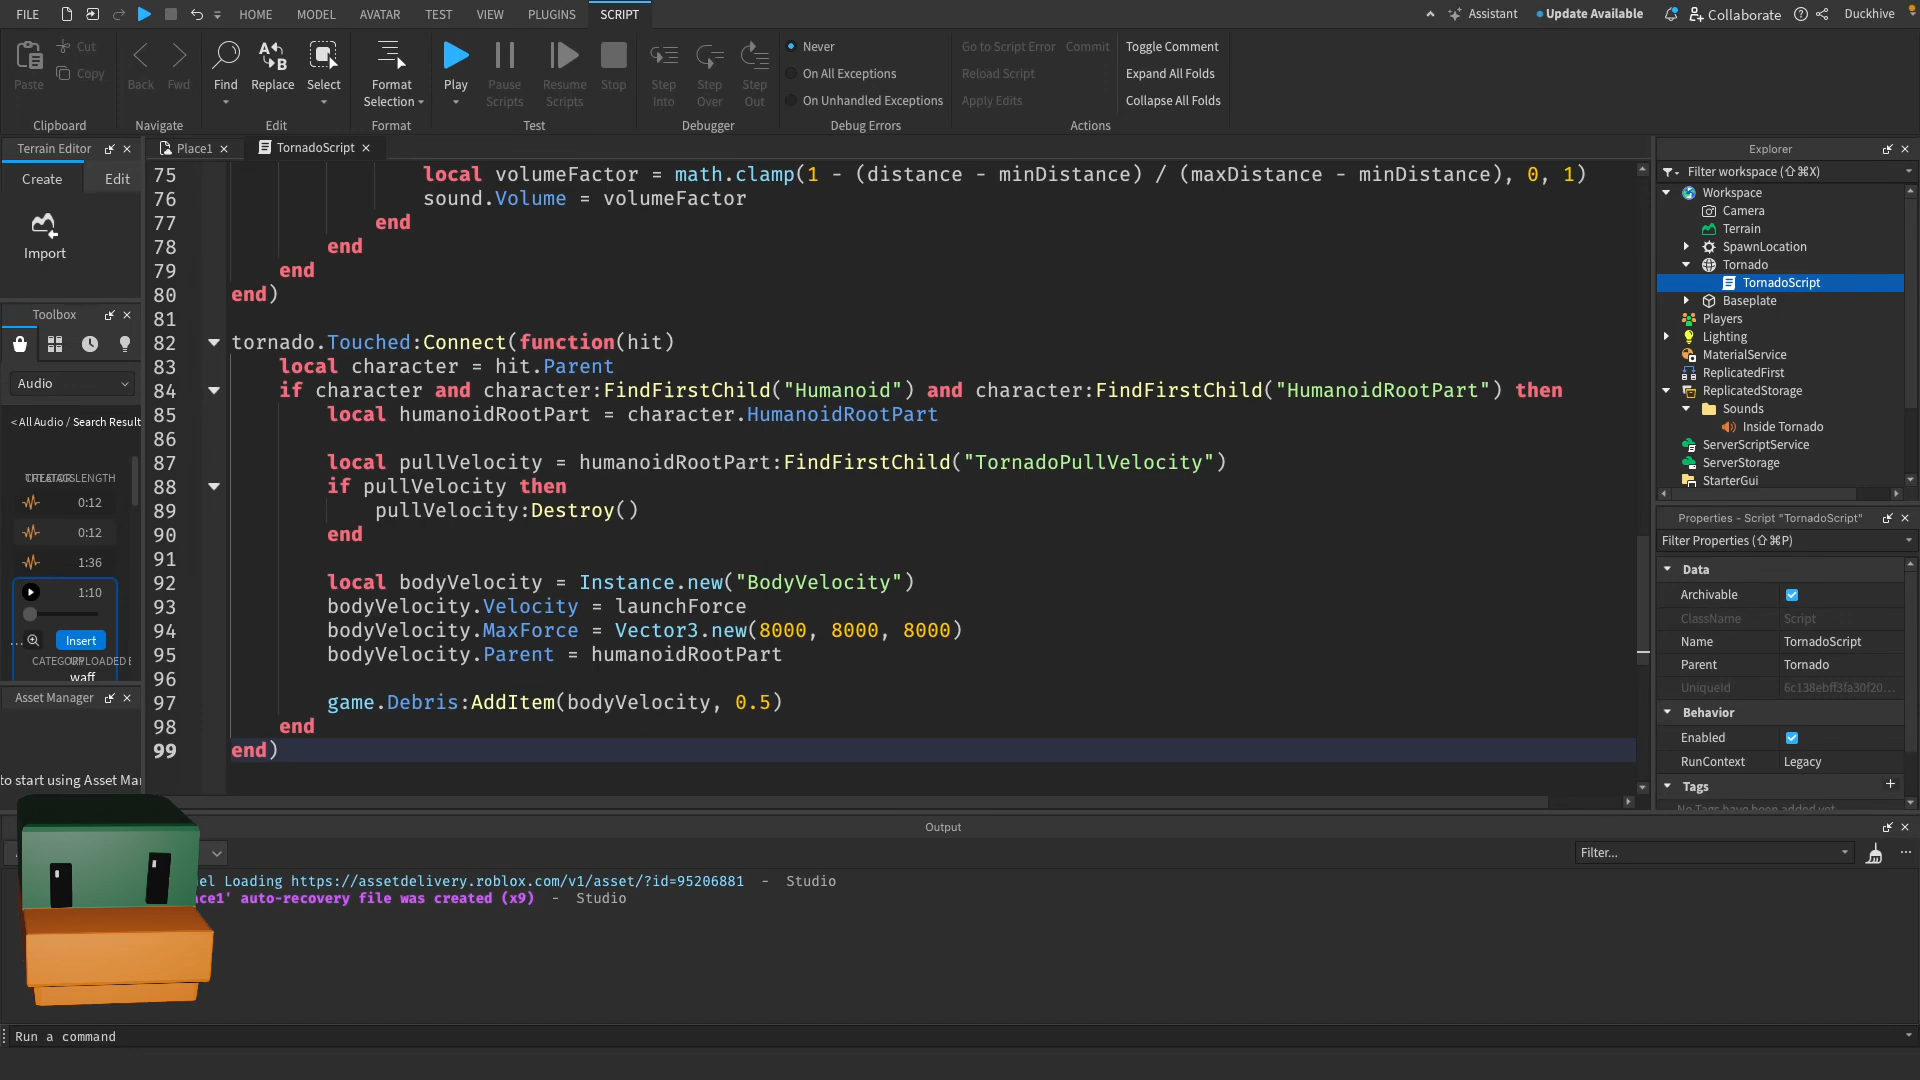 FILE HOME MODEL AVATAR TEST VIEW PLUGINS SCRIPT Assistant Update Available Collaborate Duckhive
Paste Cut Copy Back Fwd Find Replace Select Format Selection Play Pause Scripts Resume Scripts Stop Step Into Step Over Step Out
Never
On All Exceptions
On Unhandled Exceptions
Go to Script Error Commit
Reload Script
Apply Edits
Toggle Comment
Expand All Folds
Collapse All Folds
Clipboard Navigate Edit Format Test Debugger Debug Errors Actions
Terrain Editor
Create Edit
Import
Toolbox
Audio
< All Audio / Search Result
LENGTH
0:12
0:12
1:36
1:10
Insert
waff
Asset Manager
to start using Asset Ma
Place1 TornadoScript
75 local volumeFactor = math.clamp(1 - (distance - minDistance) / (maxDistance - minDistance), 0, 1)
76 sound.Volume = volumeFactor
77 end
78 end
79 end
80 end)
81
82 tornado.Touched:Connect(function(hit)
83 local character = hit.Parent
84 if character and character:FindFirstChild("Humanoid") and character:FindFirstChild("HumanoidRootPart") then
85 local humanoidRootPart = character.HumanoidRootPart
86
87 local pullVelocity = humanoidRootPart:FindFirstChild("TornadoPullVelocity")
88 if pullVelocity then
89 pullVelocity:Destroy()
90 end
91
92 local bodyVelocity = Instance.new("BodyVelocity")
93 bodyVelocity.Velocity = launchForce
94 bodyVelocity.MaxForce = Vector3.new(8000, 8000, 8000)
95 bodyVelocity.Parent = humanoidRootPart
96
97 game.Debris:AddItem(bodyVelocity, 0.5)
98 end
99 end)
Explorer
Filter workspace (⇧⌘X)
Workspace
Camera
Terrain
SpawnLocation
Tornado
TornadoScript
Baseplate
Players
Lighting
MaterialService
ReplicatedFirst
ReplicatedStorage
Sounds
Inside Tornado
ServerScriptService
ServerStorage
StarterGui
Properties - Script "TornadoScript"
Filter Properties (⇧⌘P)
Data
Archivable
ClassName Script
Name TornadoScript
Parent Tornado
UniqueId 6c138ebff3fa30f20...
Behavior
Enabled
RunContext Legacy
Tags
No Tags have been added yet
Output
Filter...
el Loading https://assetdelivery.roblox.com/v1/asset/?id=95206881 - Studio
ace1' auto-recovery file was created (x9) - Studio
Run a command